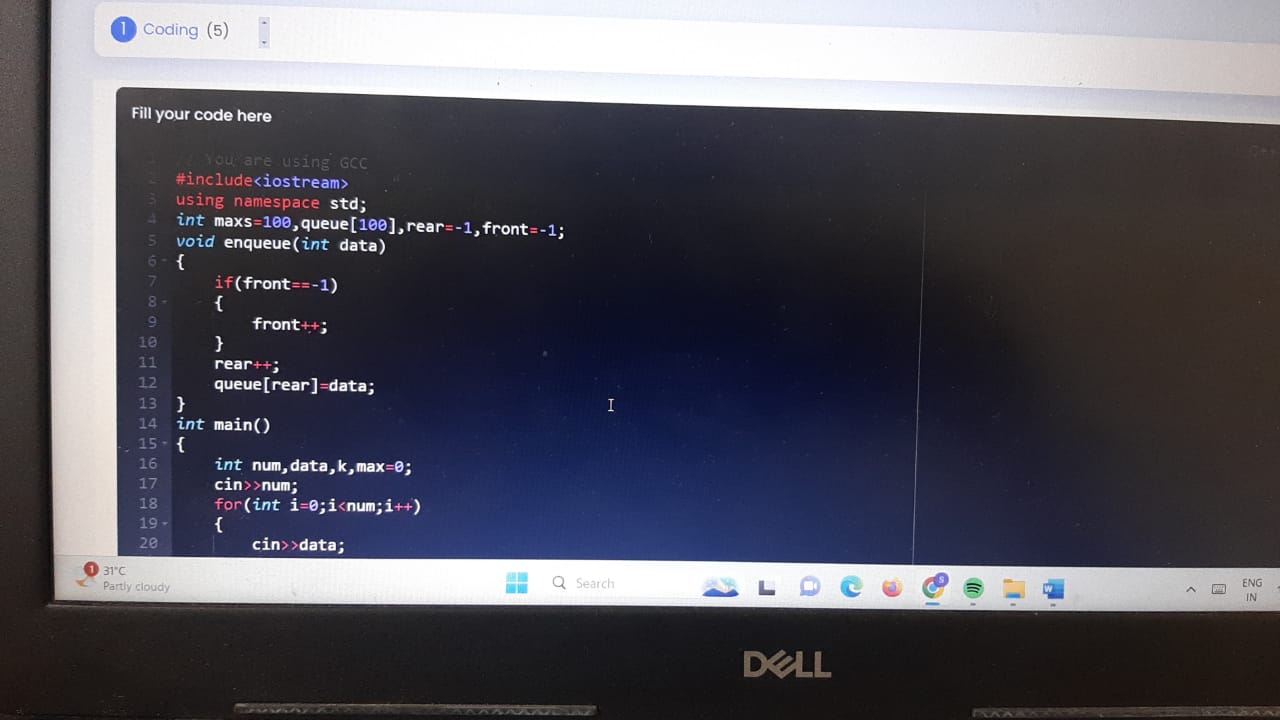 1 Coding (5)
Fill your code here
1 // You are using GCC
2 #include<iostream>
3 using namespace std;
4 int maxs=100,queue[100],rear=-1,front=-1;
5 void enqueue(int data)
6 {
7 if(front==-1)
8 {
9 front++;
10 }
11 rear++;
12 queue[rear]=data;
13 }
14 int main()
15 {
16 int num,data,k,max=0;
17 cin>>num;
18 for(int i=0;i<num;i++)
19 {
20 cin>>data;
1 31°C
Partly cloudy
Search
S
W
ENG
IN
DELL